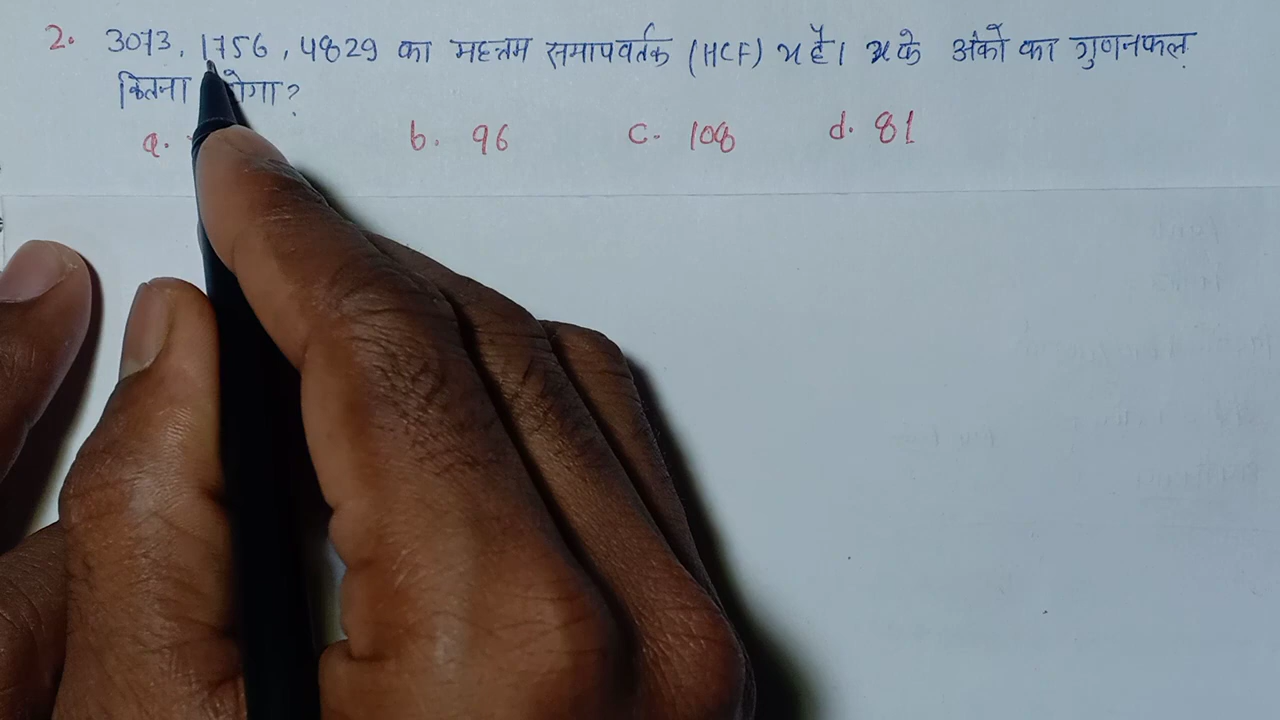 2. 3073, 1756, 4829 का महत्तम समापवर्तक (HCF) x है। x के अंको का गुणनफल
कितना
a. b. 96 c. 108 d. 81